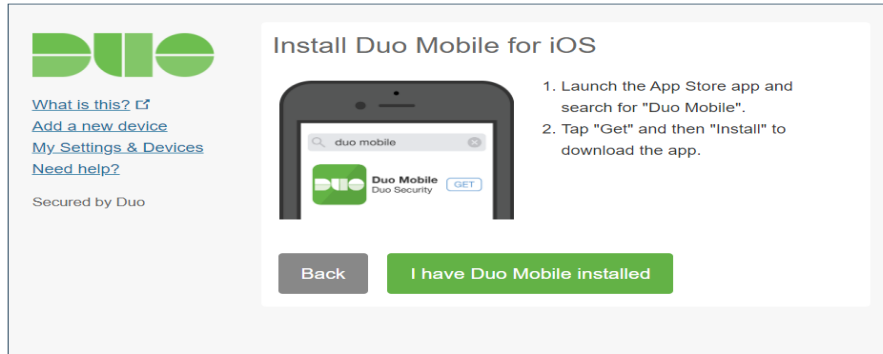 DUO
What is this?
Add a new device
My Settings & Devices
Need help?
Secured by Duo
Install Duo Mobile for iOS
duo mobile
DUO
Duo Mobile
Duo Security
GET
1. Launch the App Store app and
search for "Duo Mobile".
2. Tap "Get" and then "Install" to
download the app.
Back
I have Duo Mobile installed